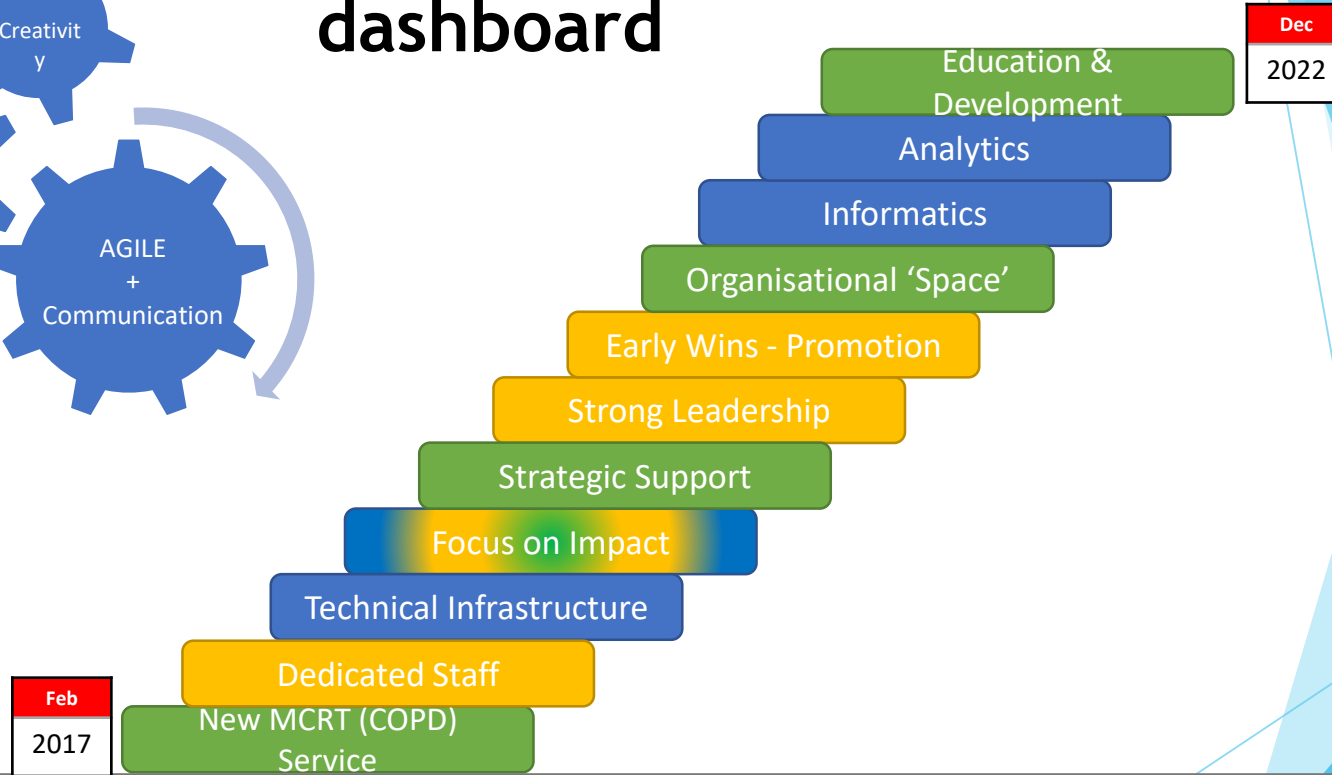 dashboard
Creativit
y
AGILE
+
Communication
Dec
2022
Education &
Development
Analytics
Informatics
Organisational ‘Space’
Early Wins - Promotion
Strong Leadership
Strategic Support
Focus on Impact
Technical Infrastructure
Dedicated Staff
New MCRT (COPD)
Service
Feb
2017